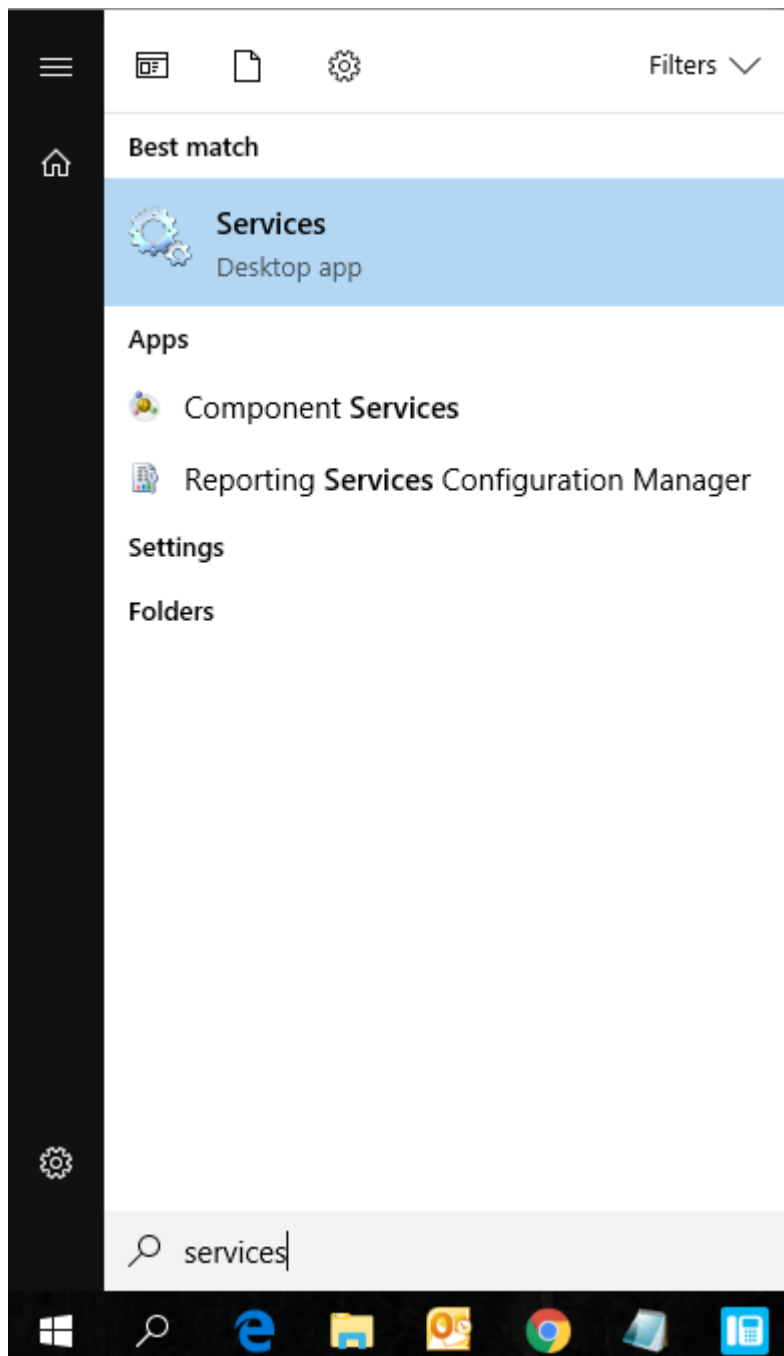 Filters
Best match
Services
Desktop app
Apps
Component Services
Reporting Services Configuration Manager
Settings
Folders
services